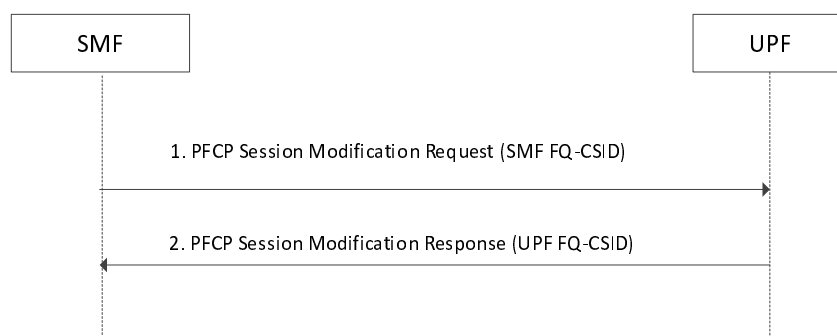 SMF
UPF
1. PFCP Session Modification Request (SMF FQ-CSID)
2. PFCP Session Modification Response (UPF FQ-CSID)